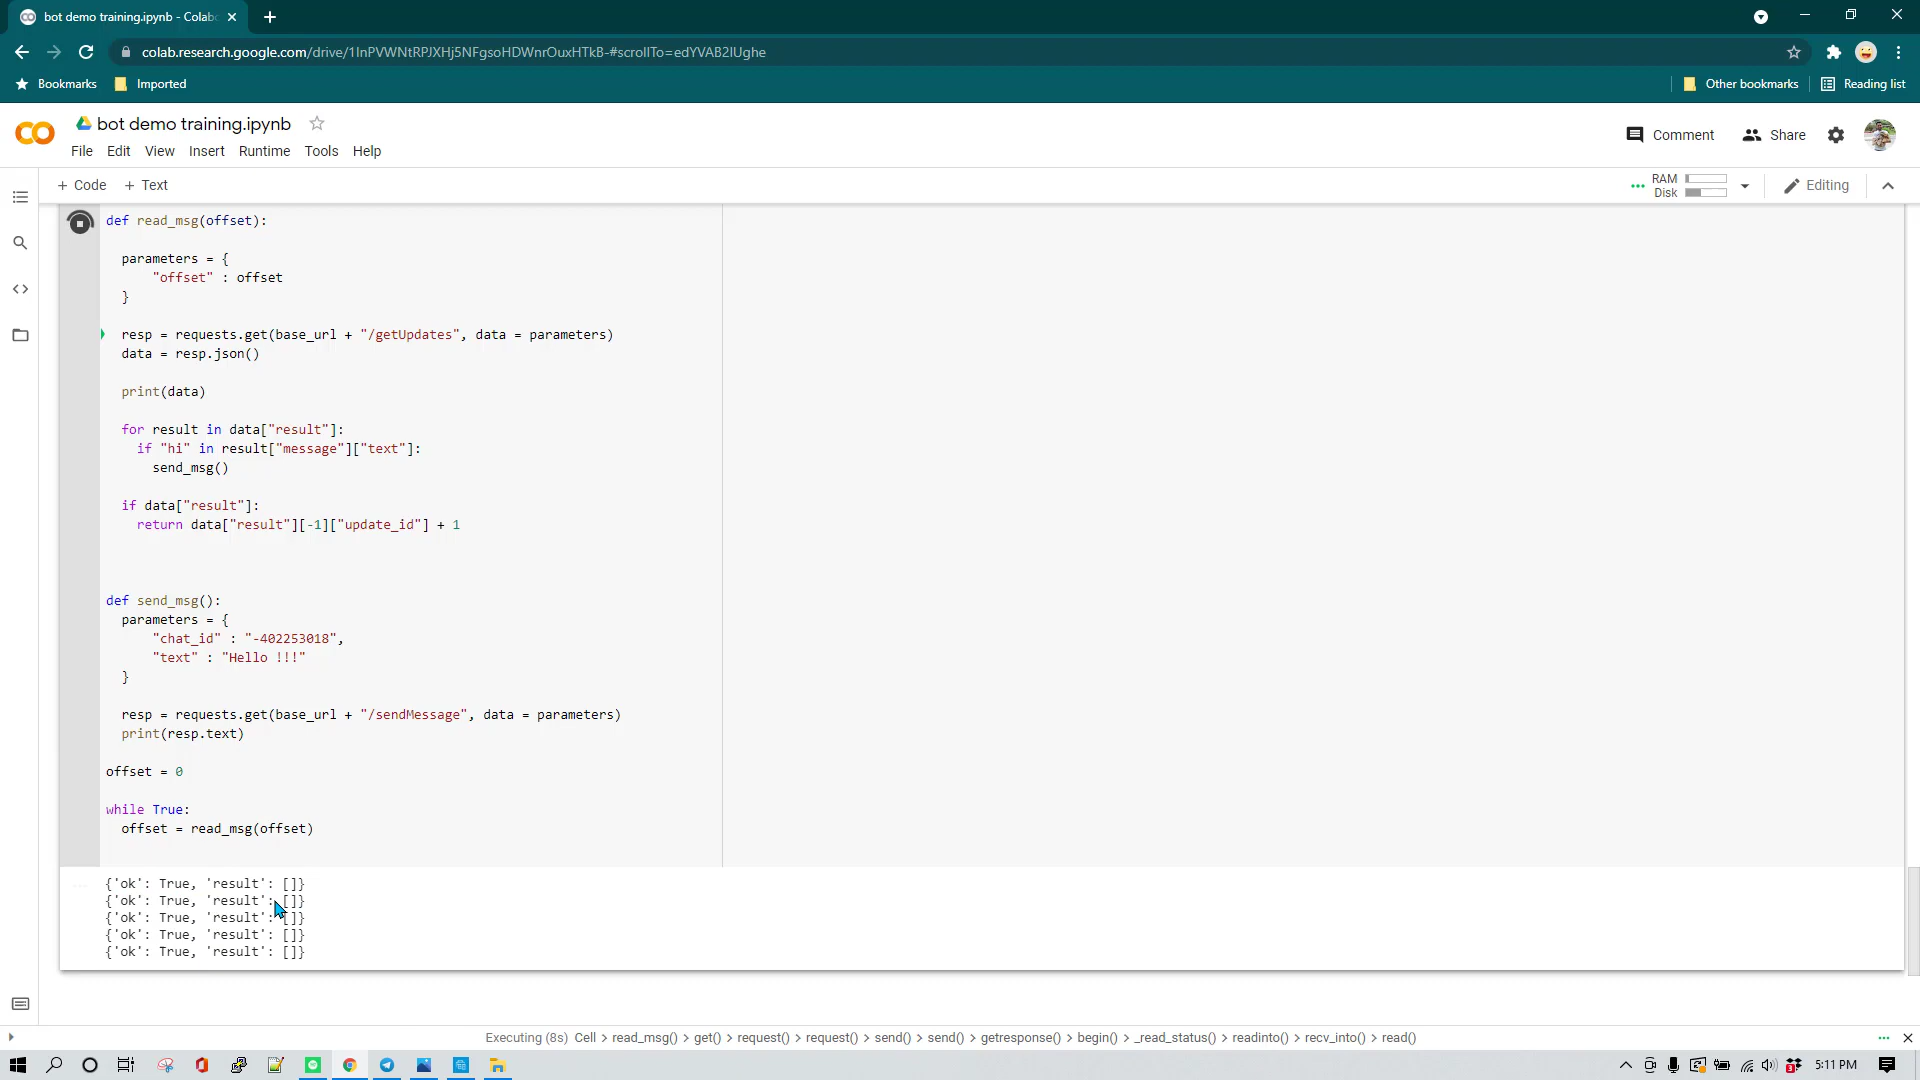 bot demo training.ipynb - Colab
colab.research.google.com/drive/1InPVWNtRPJXHj5NFgsoHDWnrOuxHTkB-#scrollTo=edYVAB2IUghe
Bookmarks
Imported
Other bookmarks
Reading list
bot demo training.ipynb
Comment
Share
File Edit View Insert Runtime Tools Help
+ Code + Text
RAM
Disk
Editing
def read_msg(offset):
parameters = {
"offset" : offset
}
resp = requests.get(base_url + "/getUpdates", data = parameters)
data = resp.json()
print(data)
for result in data["result"]:
if "hi" in result["message"]["text"]:
send_msg()
if data["result"]:
return data["result"][-1]["update_id"] + 1
def send_msg():
parameters = {
"chat_id" : "-402253018",
"text" : "Hello !!!"
}
resp = requests.get(base_url + "/sendMessage", data = parameters)
print(resp.text)
offset = 0
while True:
offset = read_msg(offset)
{'ok': True, 'result': []}
{'ok': True, 'result': []}
{'ok': True, 'result': []}
{'ok': True, 'result': []}
{'ok': True, 'result': []}
Executing (8s) Cell > read_msg() > get() > request() > request() > send() > send() > getresponse() > begin() > _read_status() > readinto() > recv_into() > read()
5:11 PM